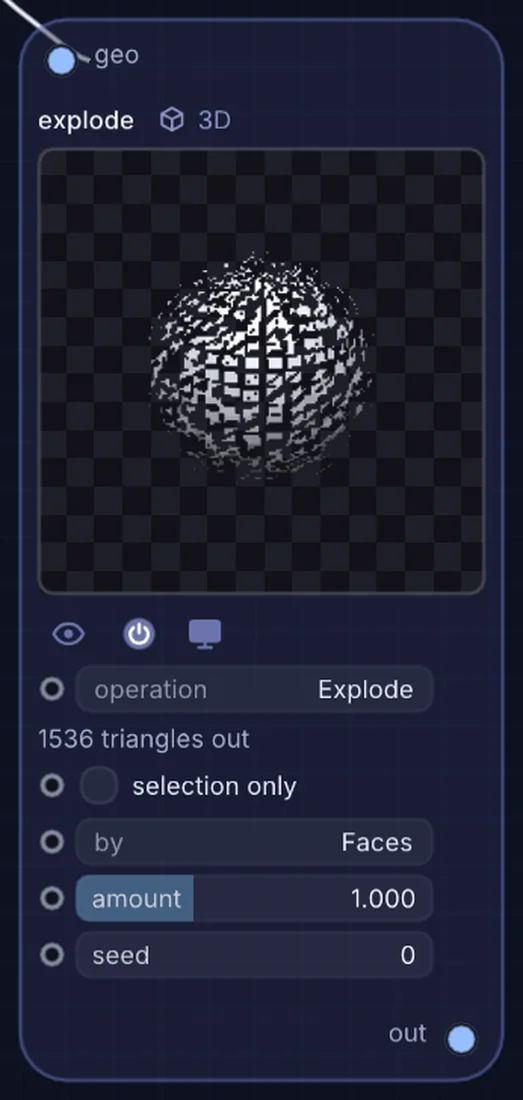 geo
explode 3D
operation Explode
1536 triangles out
selection only
by Faces
amount 1.000
seed 0
out